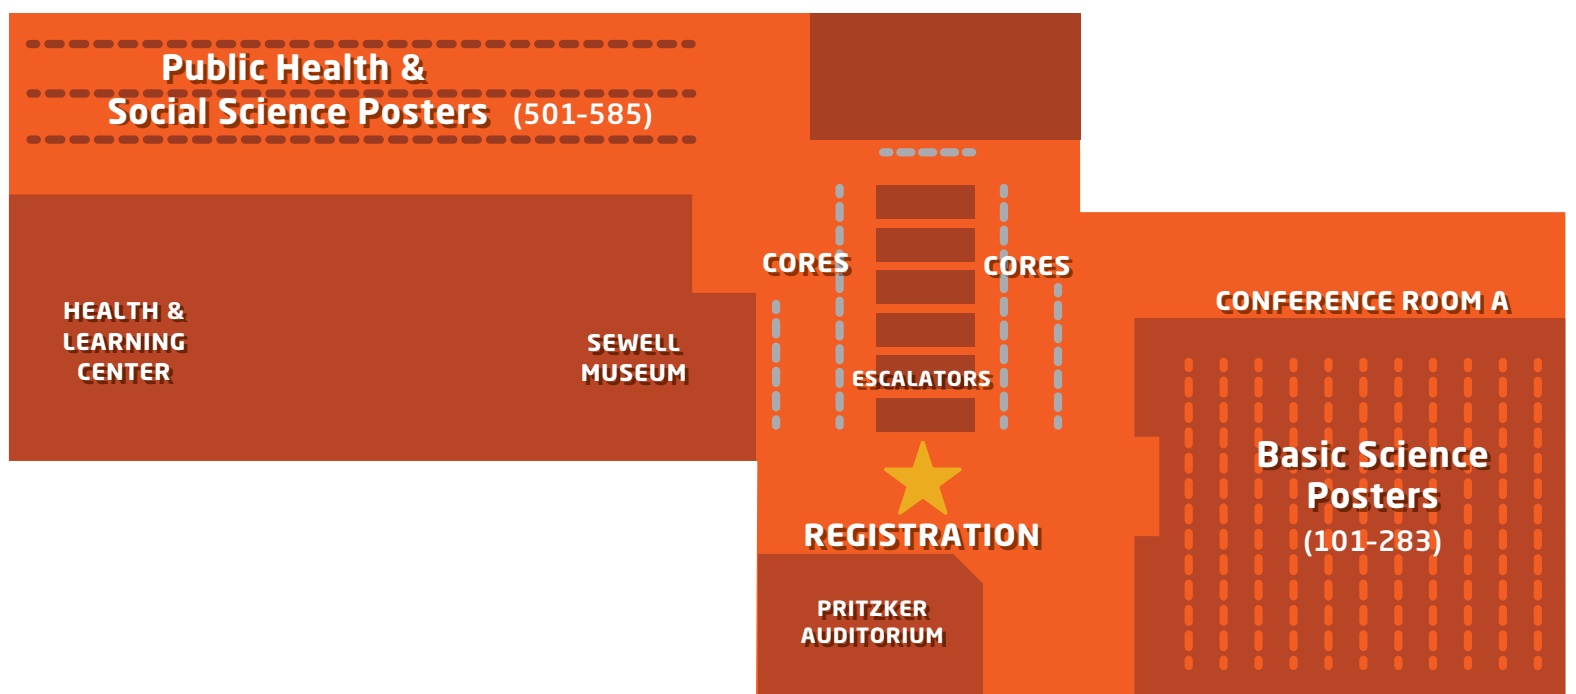 Public Health &
Social Science Posters (501-585)
CORES
CORES
CONFERENCE ROOM A
HEALTH &
LEARNING
CENTER
SEWELL
MUSEUM
ESCALATORS
Basic Science
Posters
(101-283)
REGISTRATION
PRITZKER
AUDITORIUM